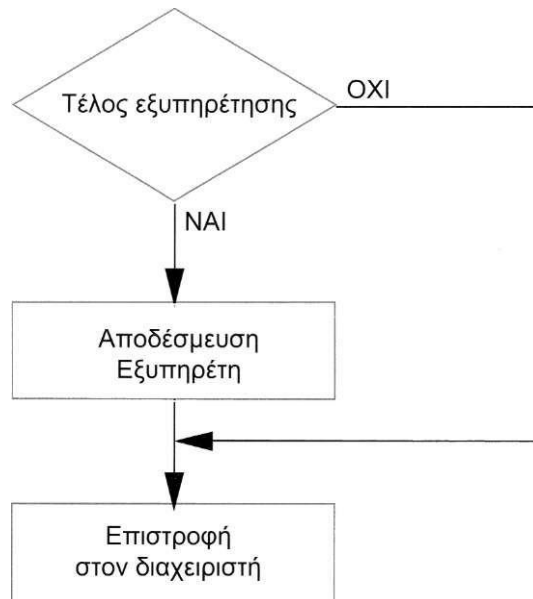 Τέλος εξυπηρέτησης
ΟΧΙ
ΝΑΙ
Αποδέσμευση
Εξυπηρέτη
Επιστροφή
στον διαχειριστή